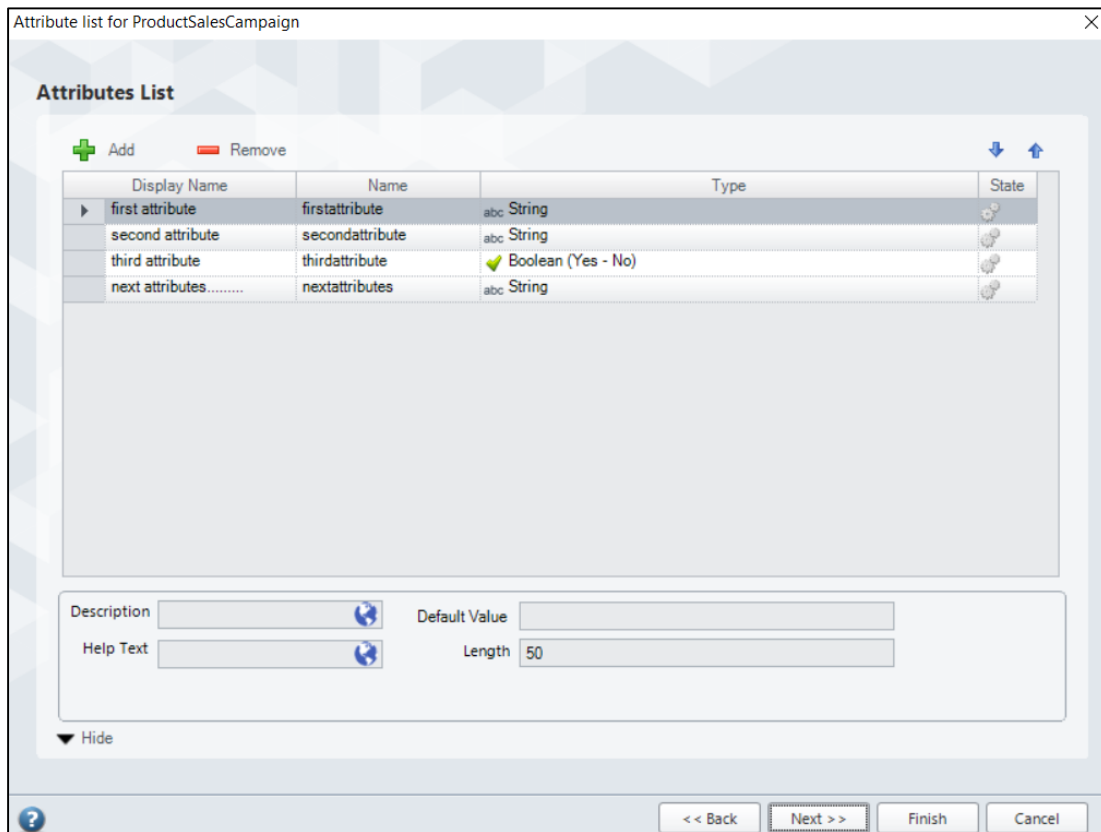 Attribute list for ProductSalesCampaign
Attributes List
Add Remove
Display Name Name Type State
first attribute firstattribute abc String
second attribute secondattribute abc String
third attribute thirdattribute Boolean (Yes - No)
next attributes......... nextattributes abc String
Description Default Value
Help Text Length 50
Hide
? << Back Next >> Finish Cancel